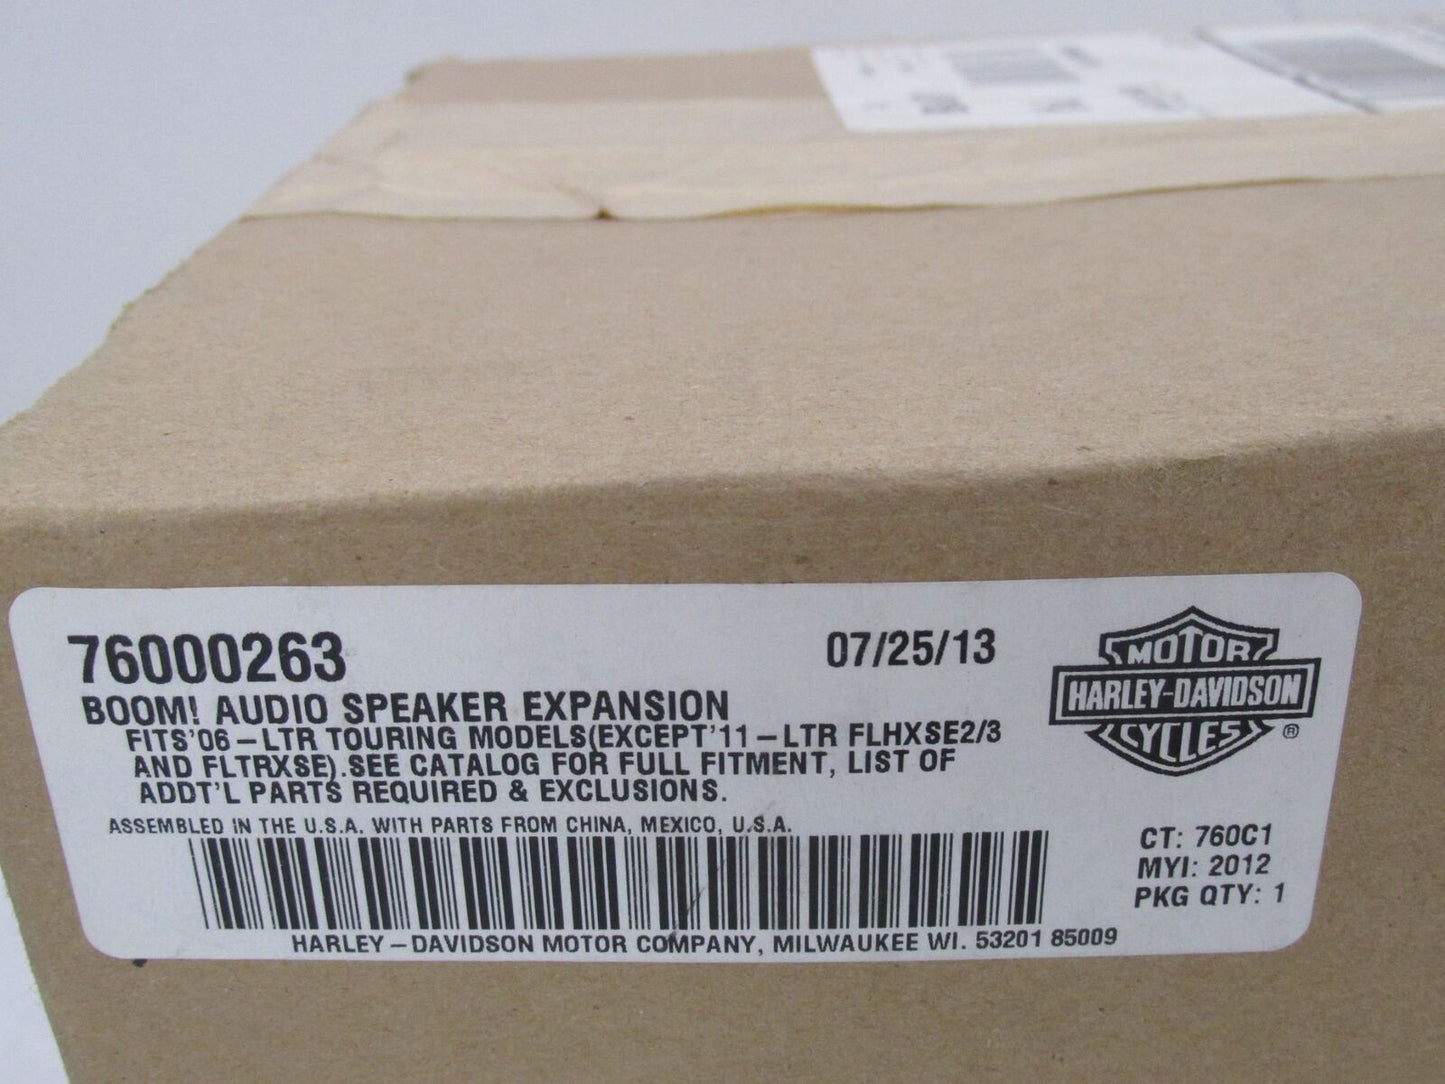 76000263
07/25/13
BOOM! AUDIO SPEAKER EXPANSION
FITS'06-LTR TOURING MODELS(EXCEPT'11-LTR FLHXSE2/3
AND FLTRXSE).SEE CATALOG FOR FULL FITMENT, LIST OF
ADDT'L PARTS REQUIRED & EXCLUSIONS.
ASSEMBLED IN THE U.S.A. WITH PARTS FROM CHINA, MEXICO, U.S.A.
HARLEY-DAVIDSON MOTOR COMPANY, MILWAUKEE WI. 53201 85009
MOTOR
HARLEY-DAVIDSON
CYCLES
®
CT: 760C1
MYI: 2012
PKG QTY: 1